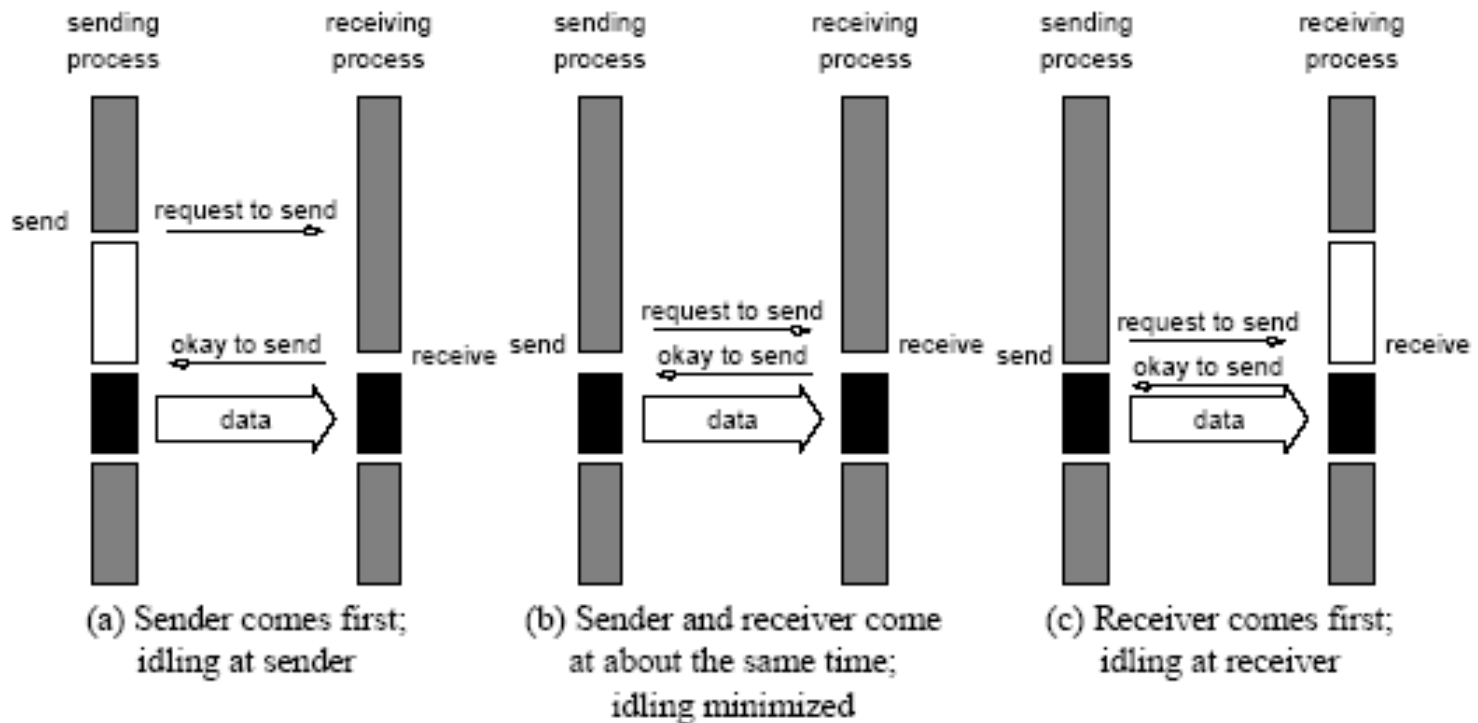 sending process
receiving process
send
request to send
okay to send
receive
data
(a) Sender comes first;
idling at sender
sending process
receiving process
request to send
send
okay to send
receive
data
(b) Sender and receiver come
at about the same time;
idling minimized
sending process
receiving process
request to send
send
okay to send
receive
data
(c) Receiver comes first;
idling at receiver